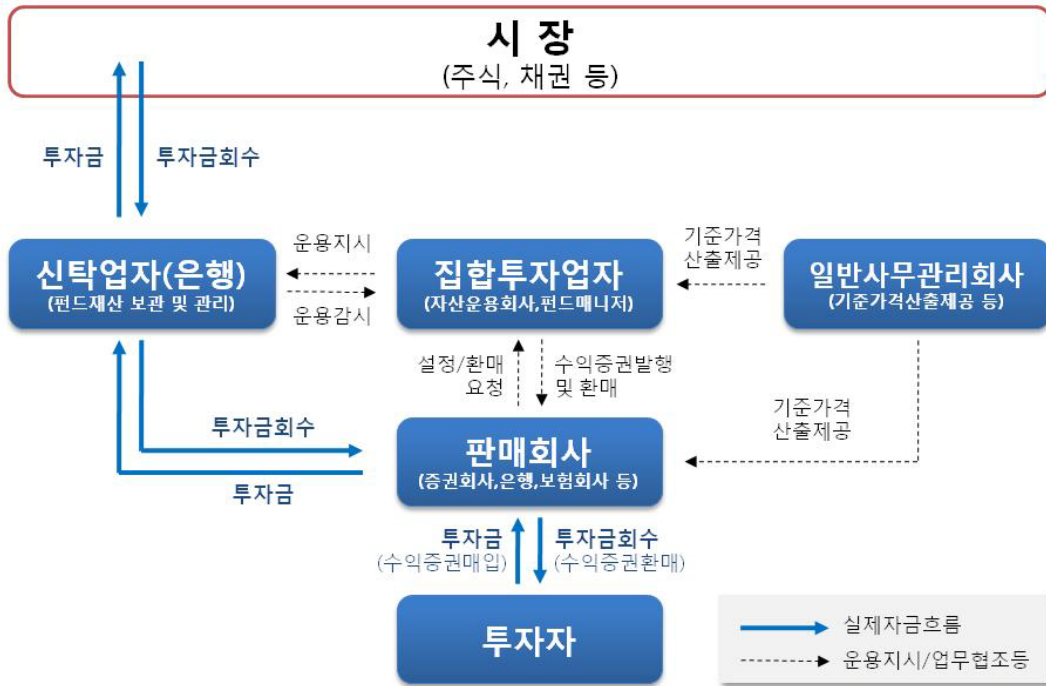 시 장
(주식, 채권 등)
투자금
투자금회수
신탁업자(은행)
(펀드재산 보관 및 관리)
운용지시
운용감시
집합투자업자
(자산운용회사,펀드매니저)
기준가격
산출제공
일반사무관리회사
(기준가격산출제공 등)
설정/환매
요청
수익증권발행
및 환매
기준가격
산출제공
투자금회수
투자금
판매회사
(증권회사,은행,보험회사 등)
투자금
(수익증권매입)
투자금회수
(수익증권환매)
투자자
실제자금흐름
운용지시/업무협조등